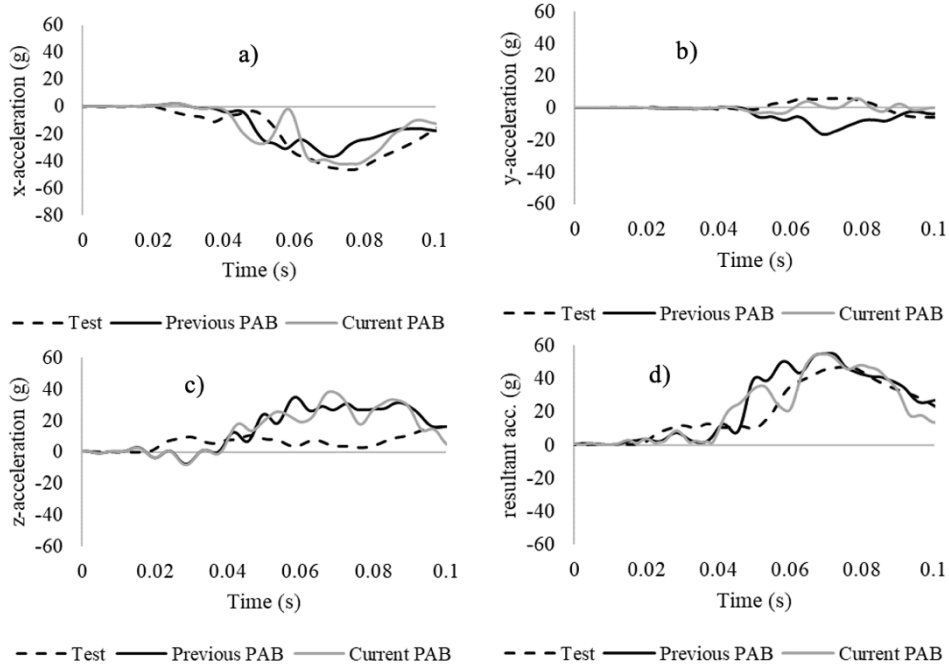 a)
x-acceleration (g)
60
40
20
0
-20
-40
-60
-80
0 0.02 0.04 0.06 0.08 0.1
Time (s)
Test Previous PAB Current PAB
b)
y-acceleration (g)
60
40
20
0
-20
-40
-60
0 0.02 0.04 0.06 0.08 0.1
Time (s)
Test Previous PAB Current PAB
c)
z-acceleration (g)
60
40
20
0
-20
-40
-60
0 0.02 0.04 0.06 0.08 0.1
Time (s)
Test Previous PAB Current PAB
d)
resultant acc. (g)
60
40
20
0
-20
-40
-60
0 0.02 0.04 0.06 0.08 0.1
Time (s)
Test Previous PAB Current PAB